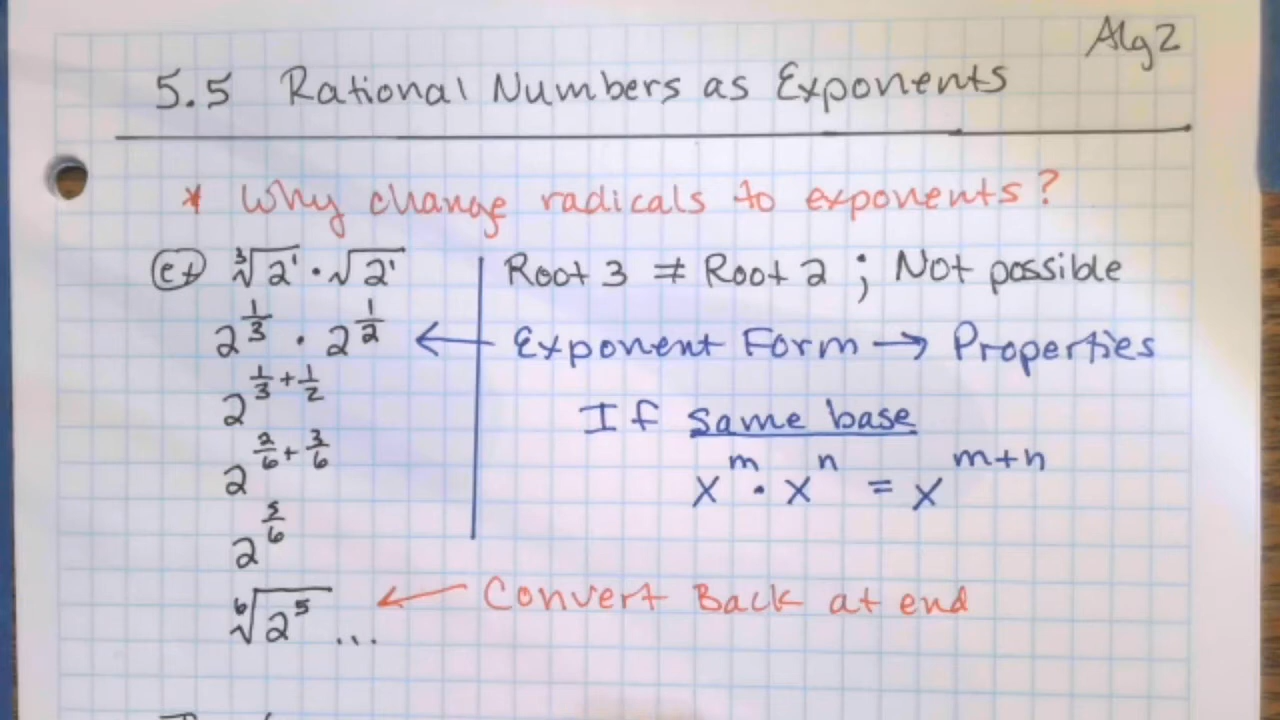 Alg 2
5.5 Rational Numbers as Exponents
* Why change radicals to exponents?
ex ∛2¹ · √2¹ Root 3 ≠ Root 2 ; Not possible
2^(1/3) · 2^(1/2) ← Exponent Form → Properties
2^(1/3 + 1/2)
If same base
2^(2/6 + 3/6)
x^m · x^n = x^(m+n)
2^(5/6)
⁶√2⁵ ... ← Convert Back at end